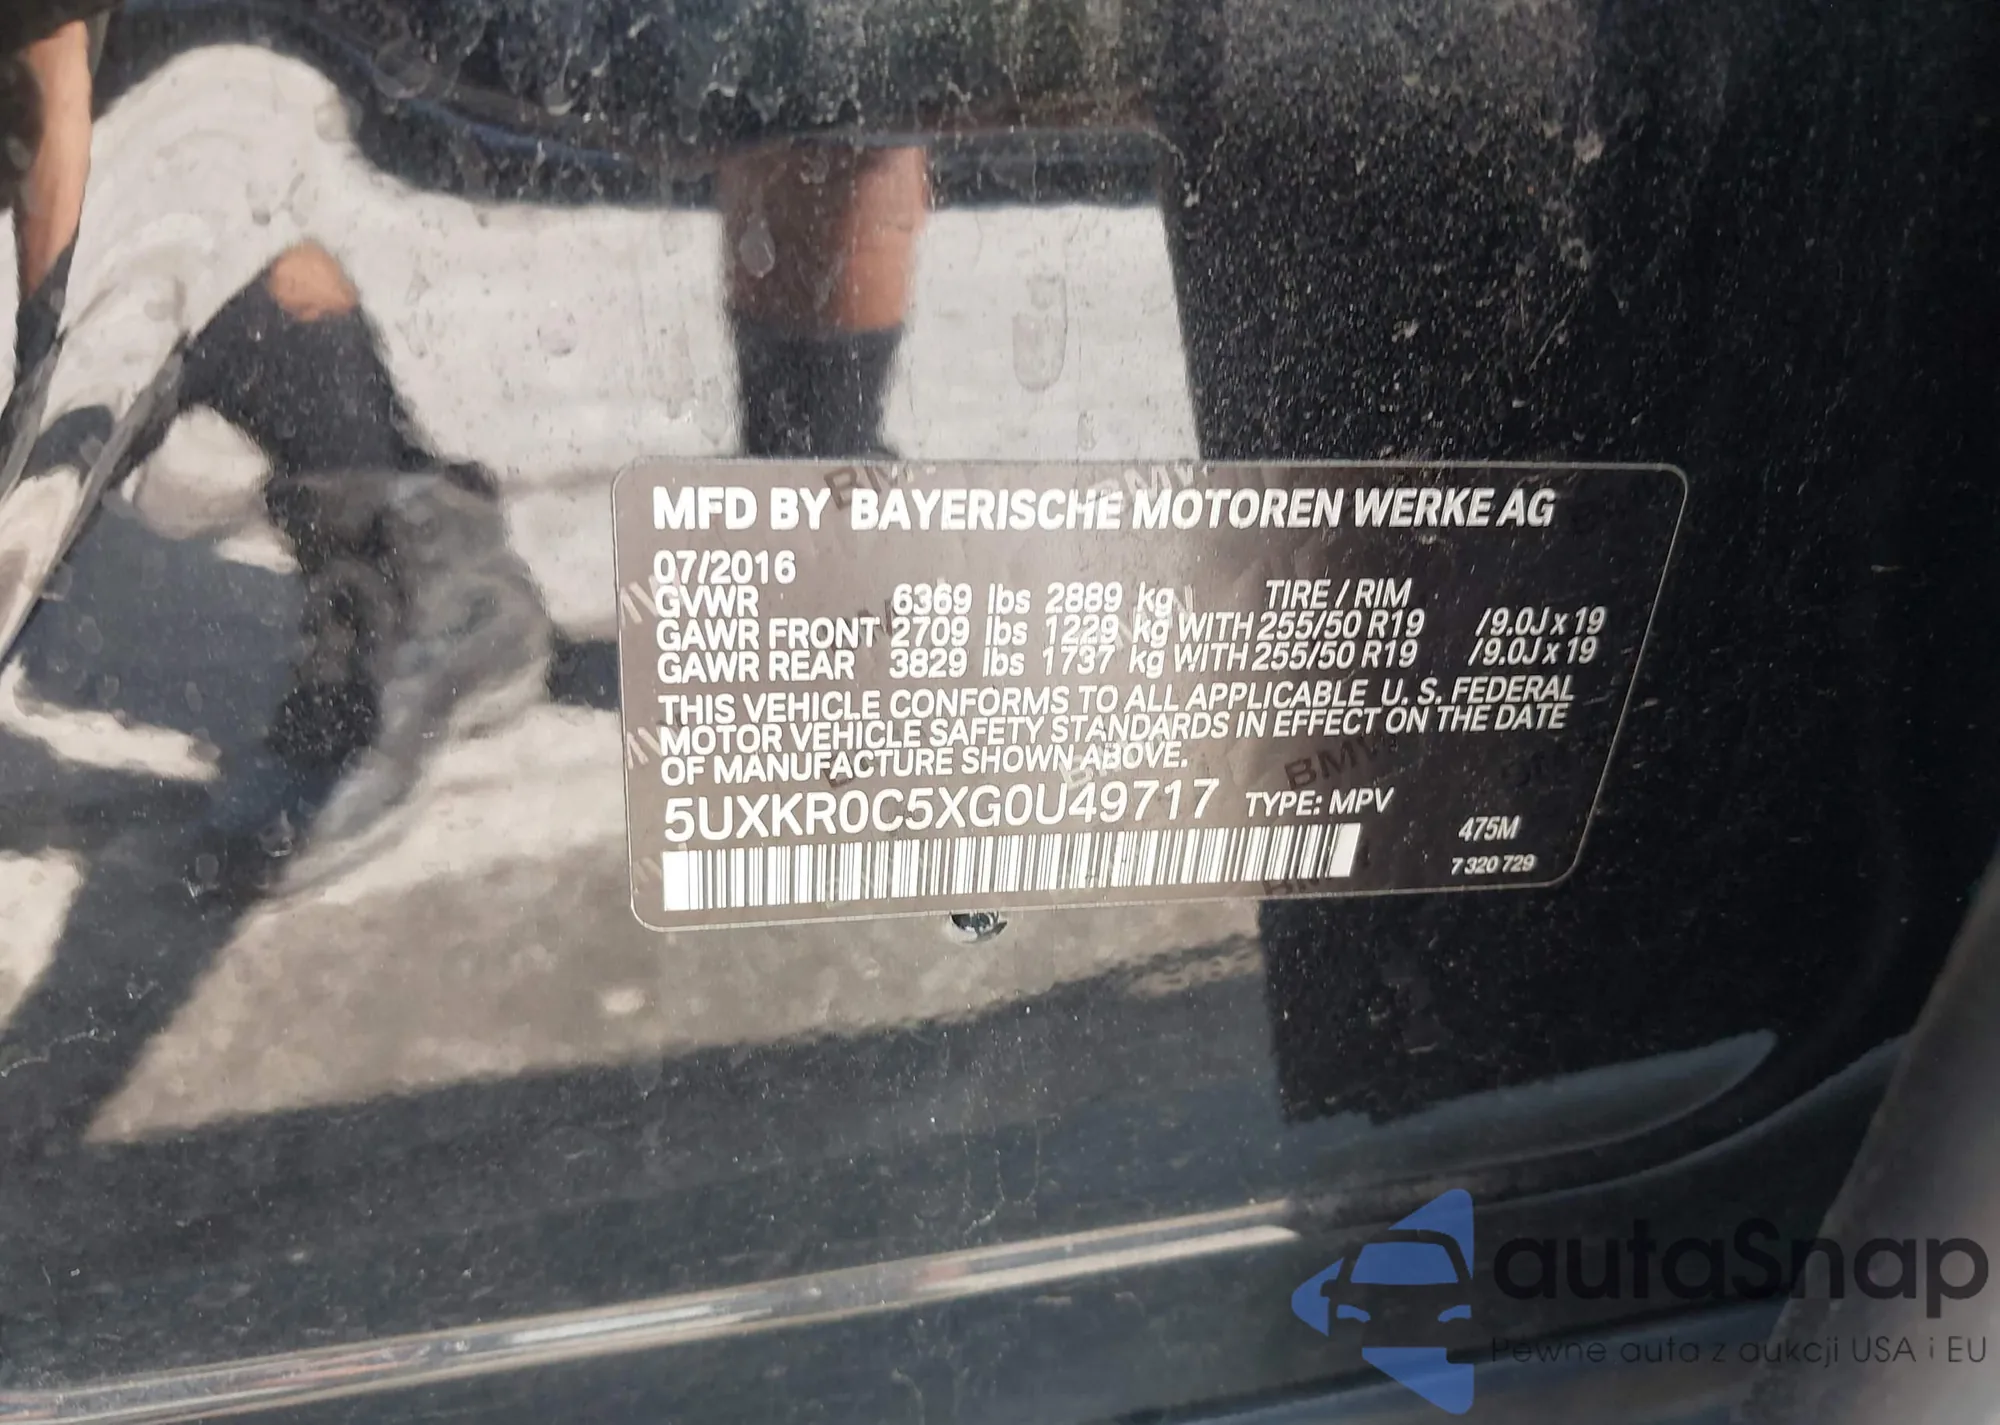 MFD BY BAYERISCHE MOTOREN WERKE AG
07/2016
GVWR 6369 lbs 2889 kg TIRE / RIM
GAWR FRONT 2709 lbs 1229 kg WITH 255/50 R19 /9.0J x 19
GAWR REAR 3829 lbs 1737 kg WITH 255/50 R19 /9.0J x 19
THIS VEHICLE CONFORMS TO ALL APPLICABLE U. S. FEDERAL
MOTOR VEHICLE SAFETY STANDARDS IN EFFECT ON THE DATE
OF MANUFACTURE SHOWN ABOVE.
5UXKR0C5XG0U49717 TYPE: MPV
475M
7 320 729
autaSnap
Pewne auta z aukcji USA i EU